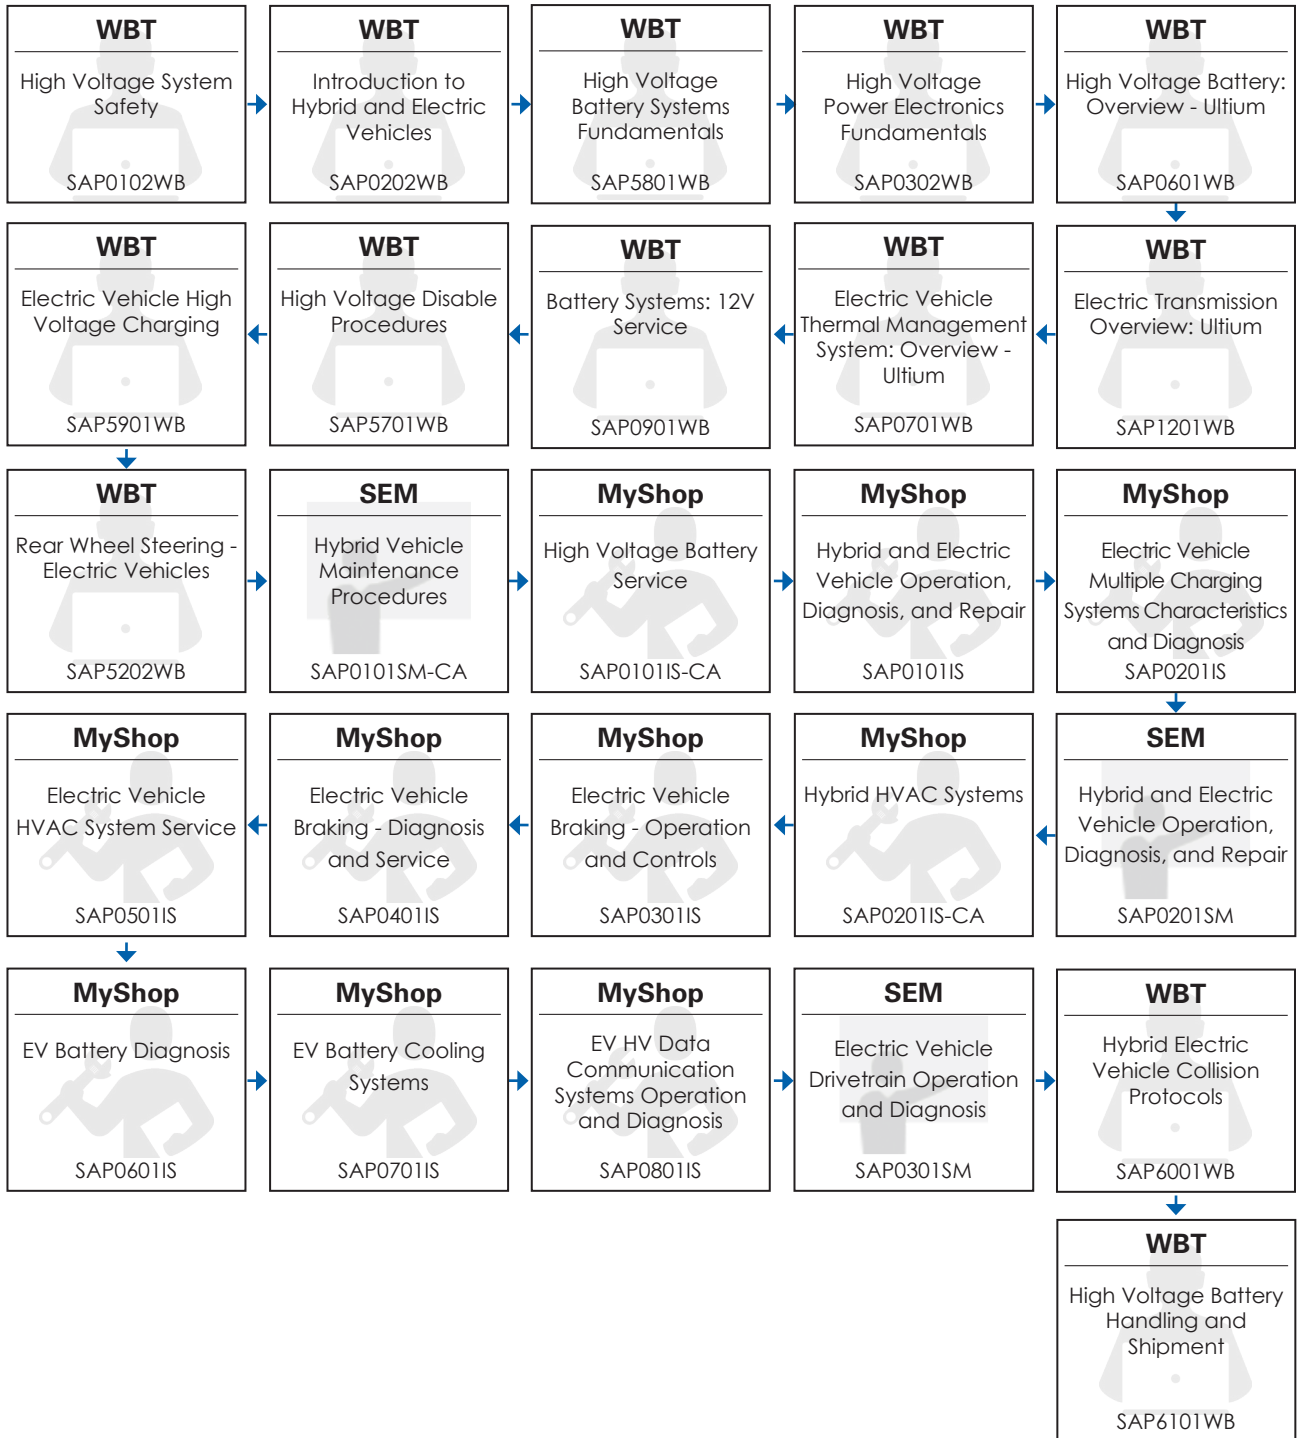 WBT
High Voltage System
Safety
SAP0102WB
WBT
Introduction to
Hybrid and Electric
Vehicles
SAP0202WB
WBT
High Voltage
Battery Systems
Fundamentals
SAP5801WB
WBT
High Voltage
Power Electronics
Fundamentals
SAP0302WB
WBT
High Voltage Battery:
Overview - Ultium
SAP0601WB
WBT
Electric Vehicle High
Voltage Charging
SAP5901WB
WBT
High Voltage Disable
Procedures
SAP5701WB
WBT
Battery Systems: 12V
Service
SAP0901WB
WBT
Electric Vehicle
Thermal Management
System: Overview -
Ultium
SAP0701WB
WBT
Electric Transmission
Overview: Ultium
SAP1201WB
WBT
Rear Wheel Steering -
Electric Vehicles
SAP5202WB
SEM
Hybrid Vehicle
Maintenance
Procedures
SAP0101SM-CA
MyShop
High Voltage Battery
Service
SAP0101IS-CA
MyShop
Hybrid and Electric
Vehicle Operation,
Diagnosis, and Repair
SAP0101IS
MyShop
Electric Vehicle
Multiple Charging
Systems Characteristics
and Diagnosis
SAP0201IS
MyShop
Electric Vehicle
HVAC System Service
SAP0501IS
MyShop
Electric Vehicle
Braking - Diagnosis
and Service
SAP0401IS
MyShop
Electric Vehicle
Braking - Operation
and Controls
SAP0301IS
MyShop
Hybrid HVAC Systems
SAP0201IS-CA
SEM
Hybrid and Electric
Vehicle Operation,
Diagnosis, and Repair
SAP0201SM
MyShop
EV Battery Diagnosis
SAP0601IS
MyShop
EV Battery Cooling
Systems
SAP0701IS
MyShop
EV HV Data
Communication
Systems Operation
and Diagnosis
SAP0801IS
SEM
Electric Vehicle
Drivetrain Operation
and Diagnosis
SAP0301SM
WBT
Hybrid Electric
Vehicle Collision
Protocols
SAP6001WB
WBT
High Voltage Battery
Handling and
Shipment
SAP6101WB